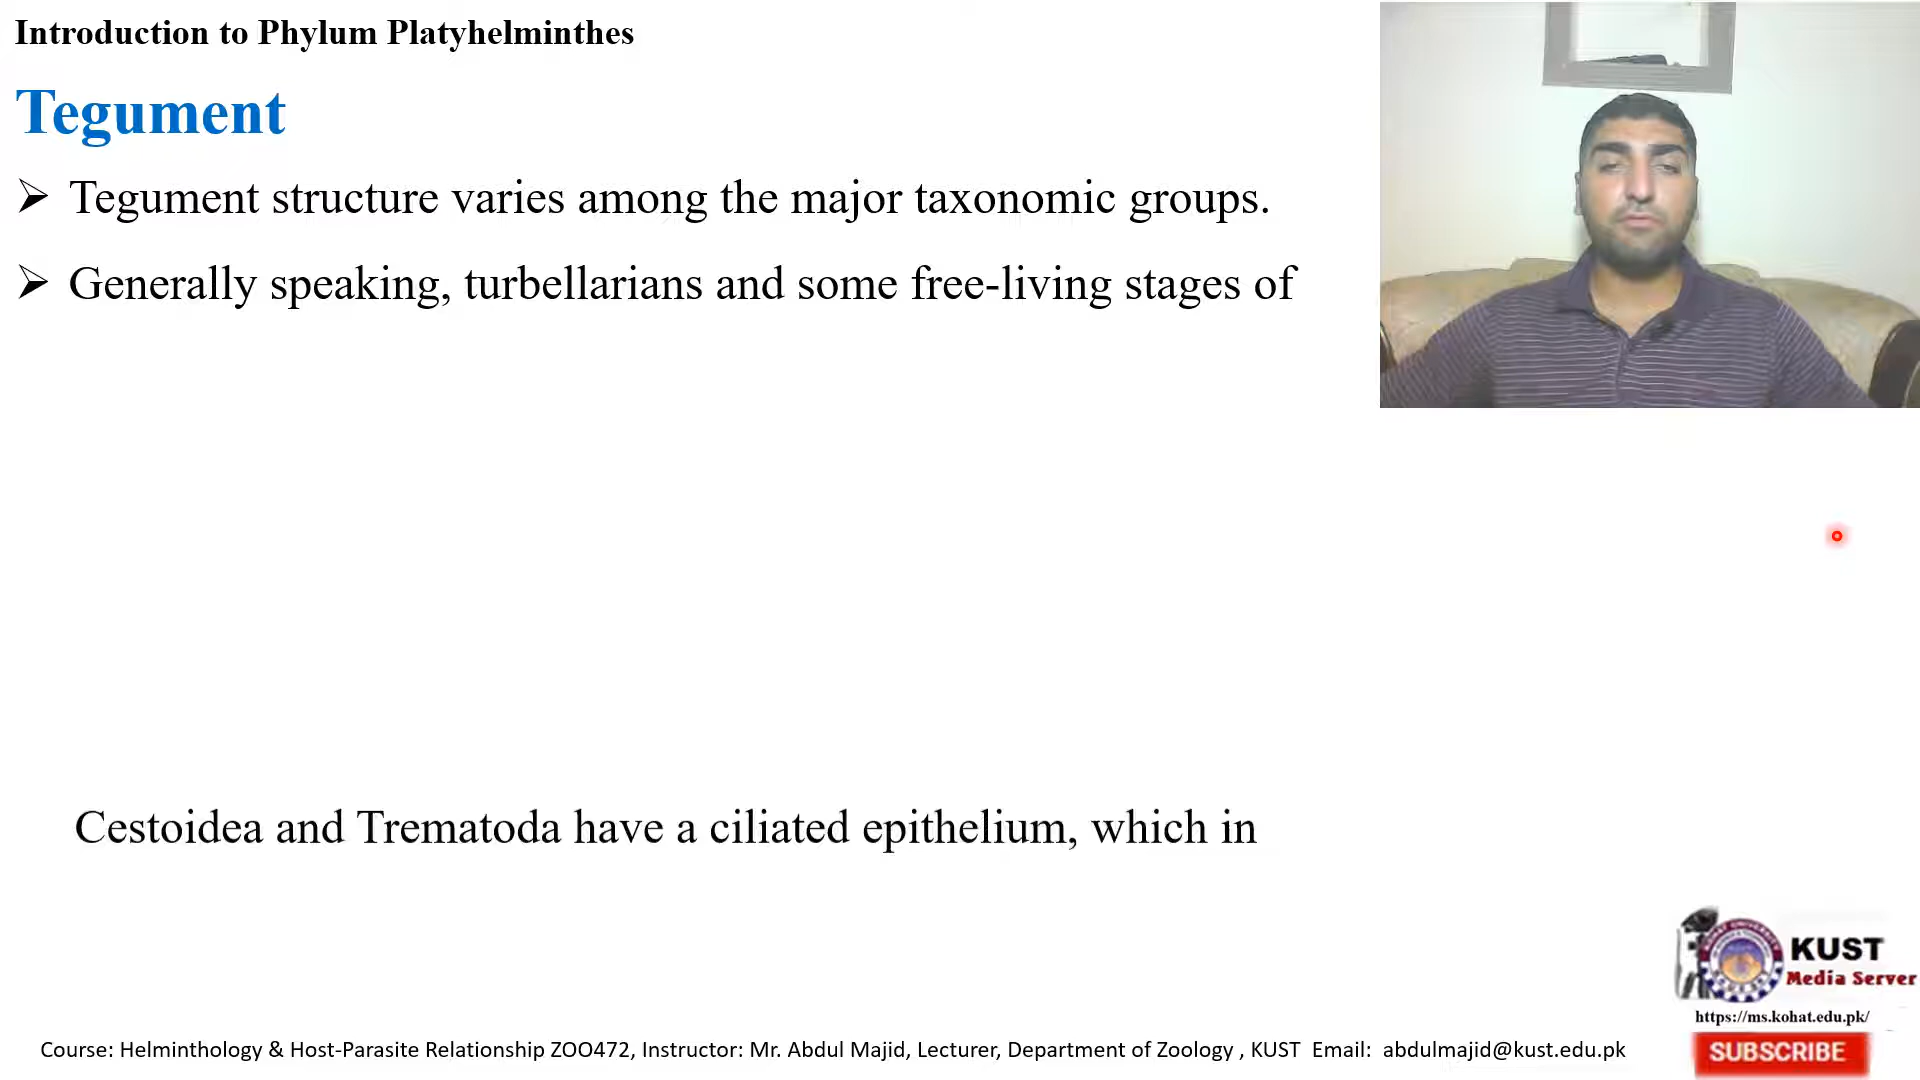 Introduction to Phylum Platyhelminthes
Tegument
➢ Tegument structure varies among the major taxonomic groups.
➢ Generally speaking, turbellarians and some free-living stages of
Cestoidea and Trematoda have a ciliated epithelium, which in
KUST
Media Server
https://ms.kohat.edu.pk/
SUBSCRIBE
Course: Helminthology & Host-Parasite Relationship ZOO472, Instructor: Mr. Abdul Majid, Lecturer, Department of Zoology , KUST Email: abdulmajid@kust.edu.pk